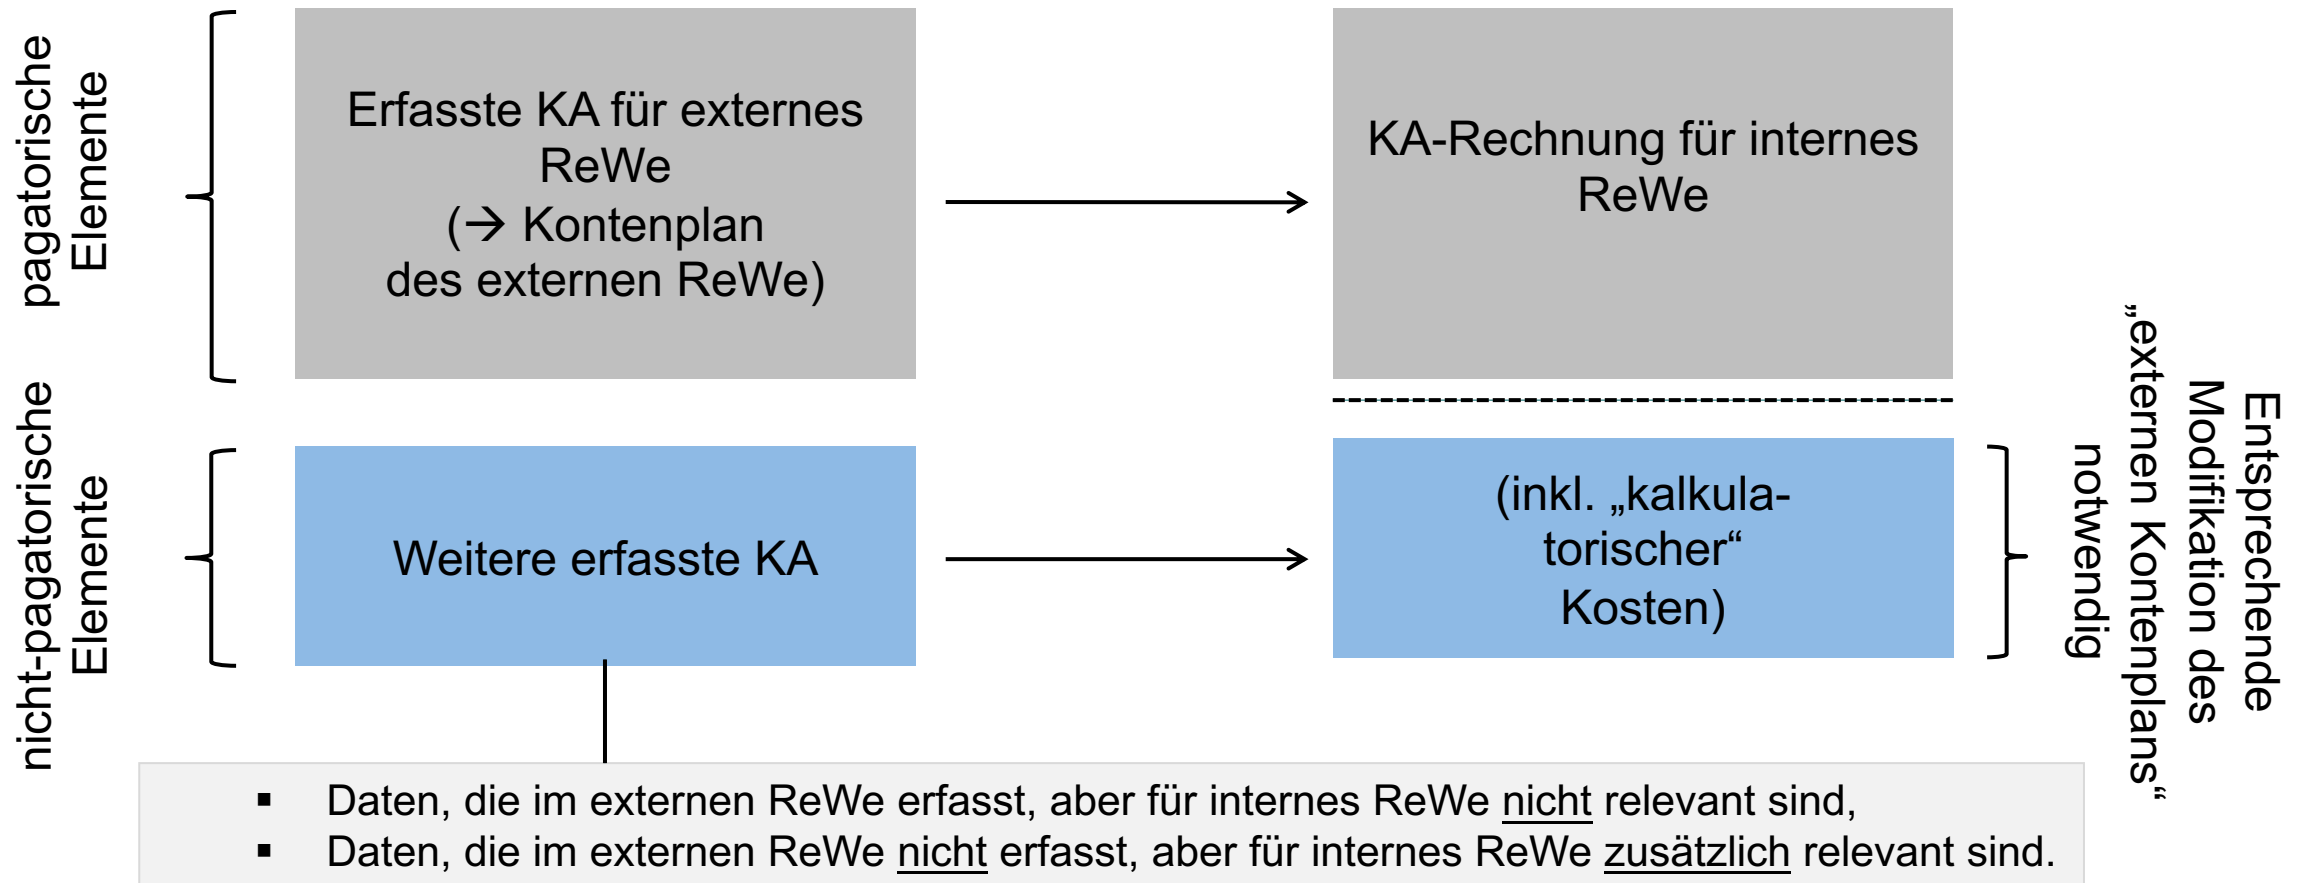 pagatorische
Elemente
Erfasste KA für externes
ReWe
(→ Kontenplan
des externen ReWe)
KA-Rechnung für internes
ReWe
nicht-pagatorische
Elemente
Weitere erfasste KA
(inkl. „kalkula-
torischer“
Kosten)
Entsprechende
Modifikation des
„externen Kontenplans“
notwendig
▪ Daten, die im externen ReWe erfasst, aber für internes ReWe nicht relevant sind,
▪ Daten, die im externen ReWe nicht erfasst, aber für internes ReWe zusätzlich relevant sind.